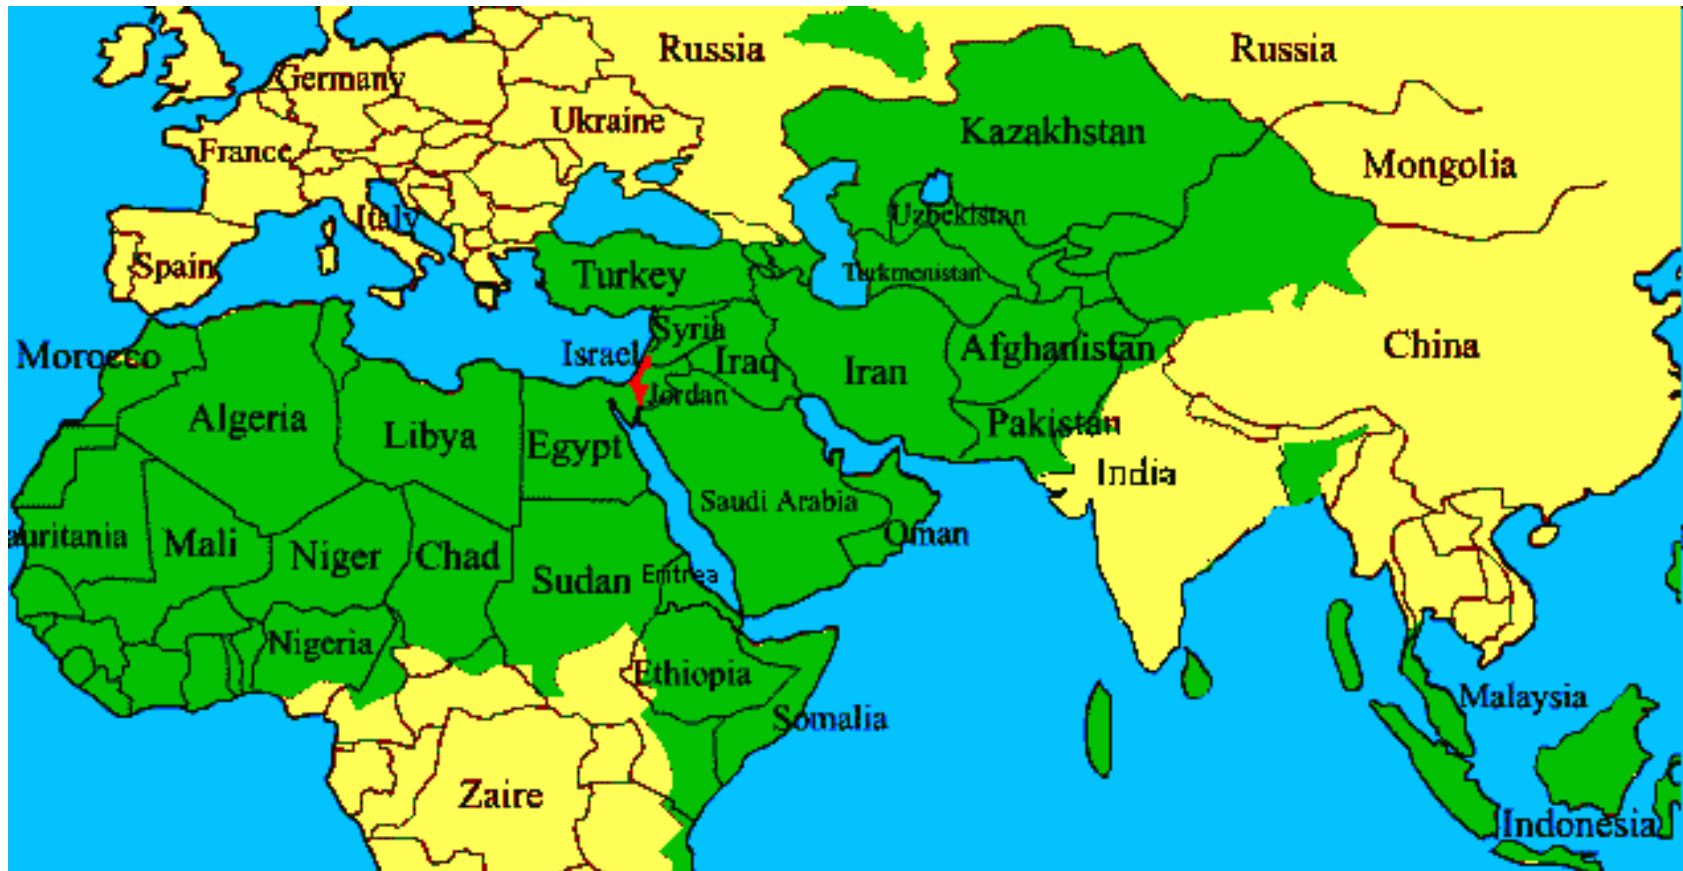 Russia
Russia
Germany
Ukraine
Kazakhstan
France
Mongolia
Italy
Uzbekistan
Spain
Turkey
Turkmenistan
Syria
Morocco
Israel
Iraq
Afghanistan
China
Iran
Jordan
Algeria
Libya
Egypt
Pakistan
India
Saudi Arabia
auritania
Mali
Niger
Chad
Oman
Sudan
Eritrea
Nigeria
Ethiopia
Malaysia
Somalia
Zaire
Indonesia